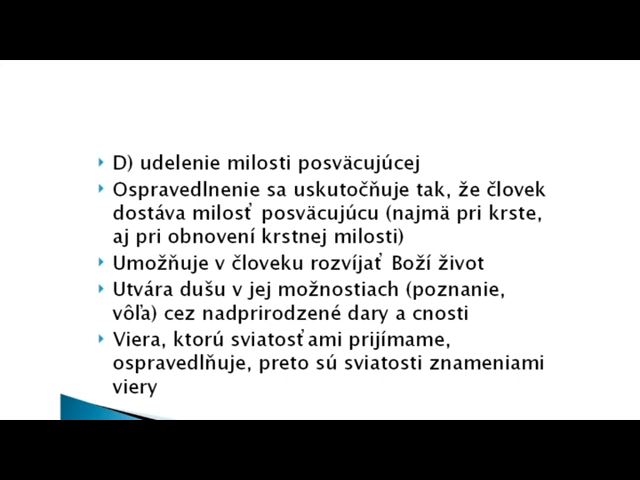 D) udelenie milosti posväcujúcej
Ospravedlnenie sa uskutočňuje tak, že človek
dostáva milosť posväcujúcu (najmä pri krste,
aj pri obnovení krstnej milosti)
Umožňuje v človeku rozvíjať Boží život
Utvára dušu v jej možnostiach (poznanie,
vôľa) cez nadprirodzené dary a cnosti
Viera, ktorú sviatosťami prijímame,
ospravedlňuje, preto sú sviatosti znameniami
viery